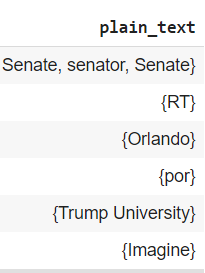 plain_text
Senate, senator, Senate}
{RT}
{Orlando}
{por}
{Trump University}
{Imagine}